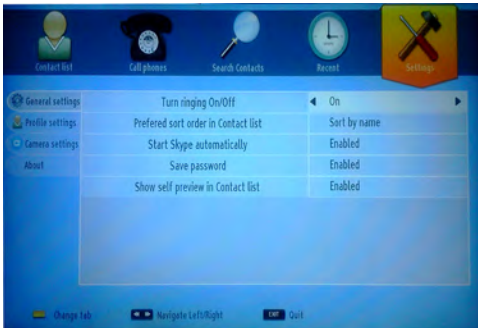 Contact list
Call phones
Search Contacts
Recent
Settings
General settings
Turn ringing On/Off
On
Profile settings
Prefered sort order in Contact list
Sort by name
Camera settings
Start Skype automatically
Enabled
About
Save password
Enabled
Show self preview in Contact list
Enabled
Change tab
Navigate Left/Right
EXIT Quit